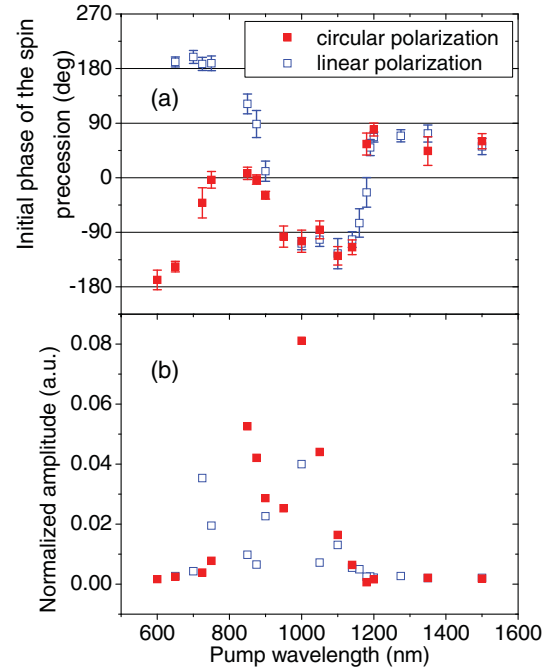 270
180
90
0
-90
-180
Initial phase of the spin
precession (deg)
circular polarization
linear polarization
(a)
0.08
0.06
0.04
0.02
0.00
Normalized amplitude (a.u.)
(b)
600 800 1000 1200 1400 1600
Pump wavelength (nm)